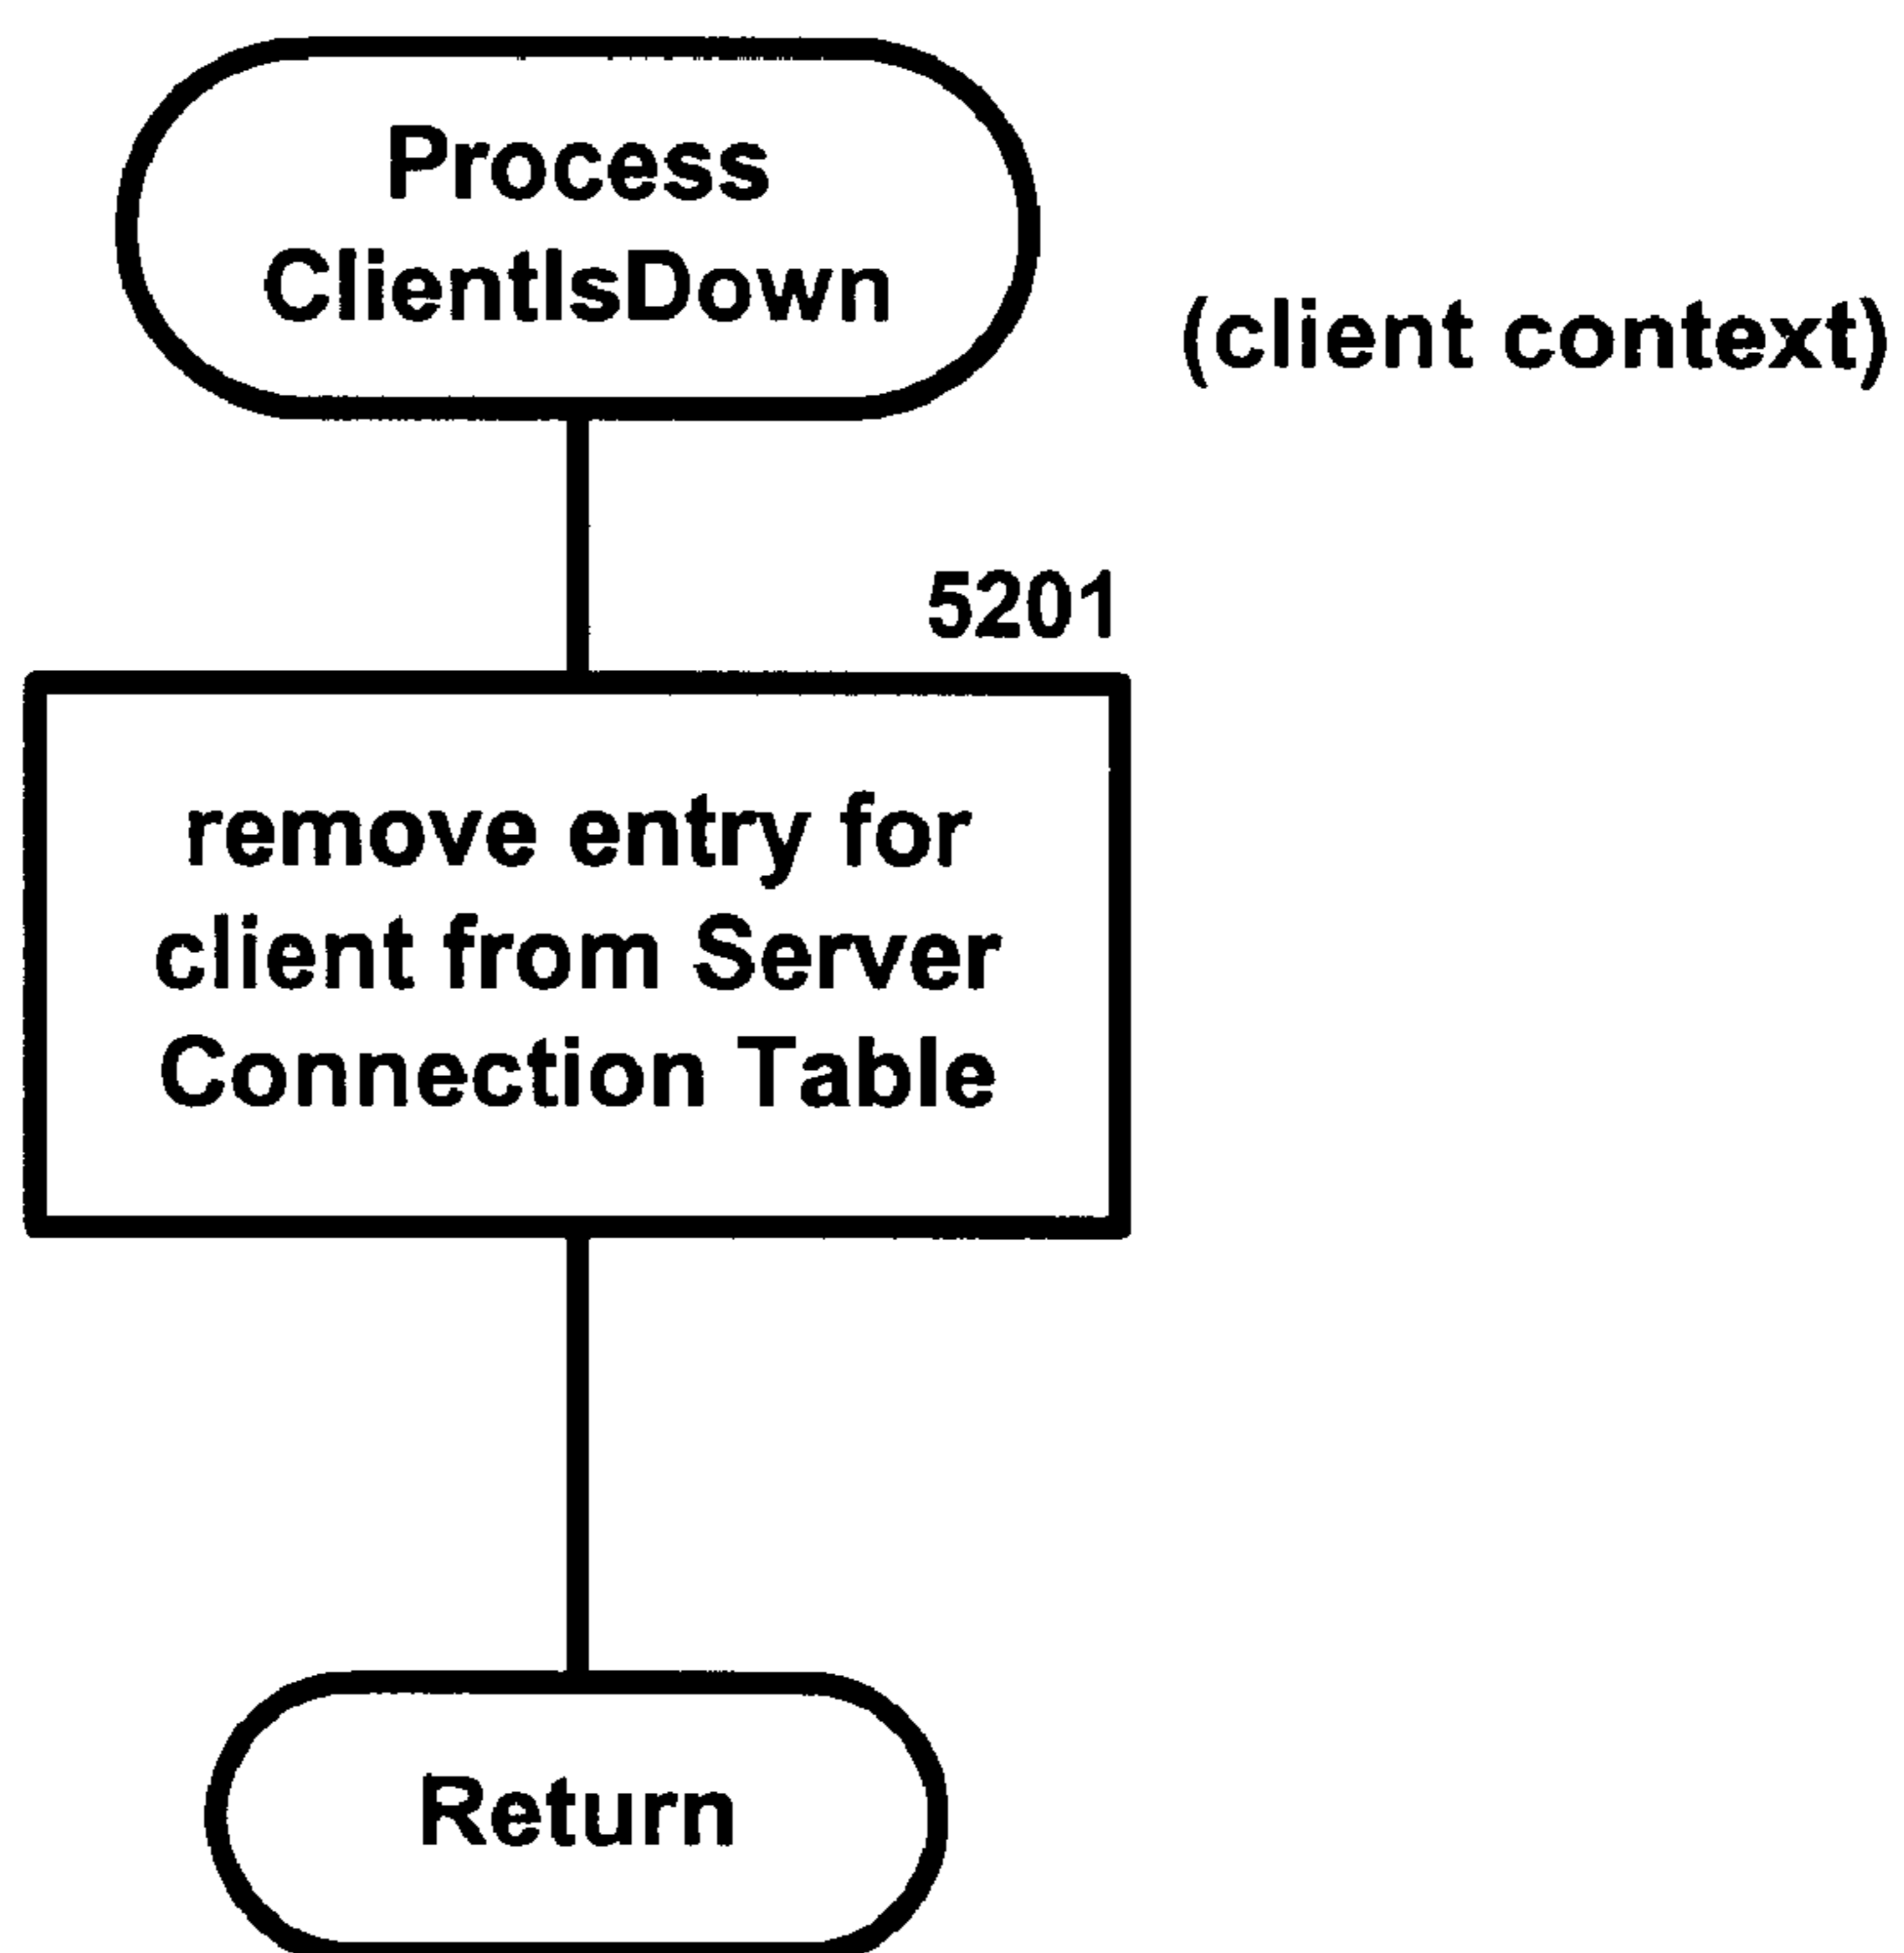 Process
ClientIsDown
(client context)
5201
remove entry for
client from Server
Connection Table
Return